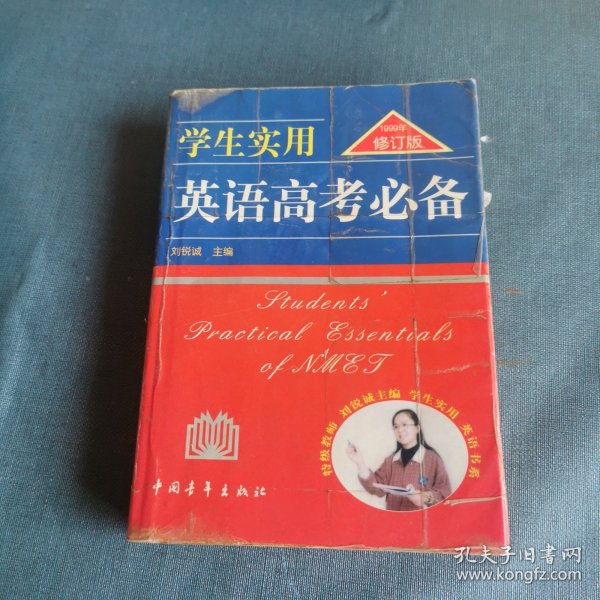 学生实用
1999年
修订版
英语高考必备
刘锐诚 主编
Students'
Practical Essentials
of NMET
特级教师 刘锐诚主编 学生实用 英语书系
中国青年出版社
孔夫子旧书网
www.kongfz.com